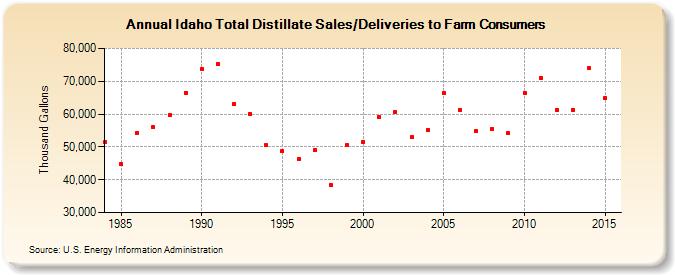 Annual Idaho Total Distillate Sales/Deliveries to Farm Consumers
Thousand Gallons
80,000
70,000
60,000
50,000
40,000
30,000
1985 1990 1995 2000 2005 2010 2015
Source: U.S. Energy Information Administration